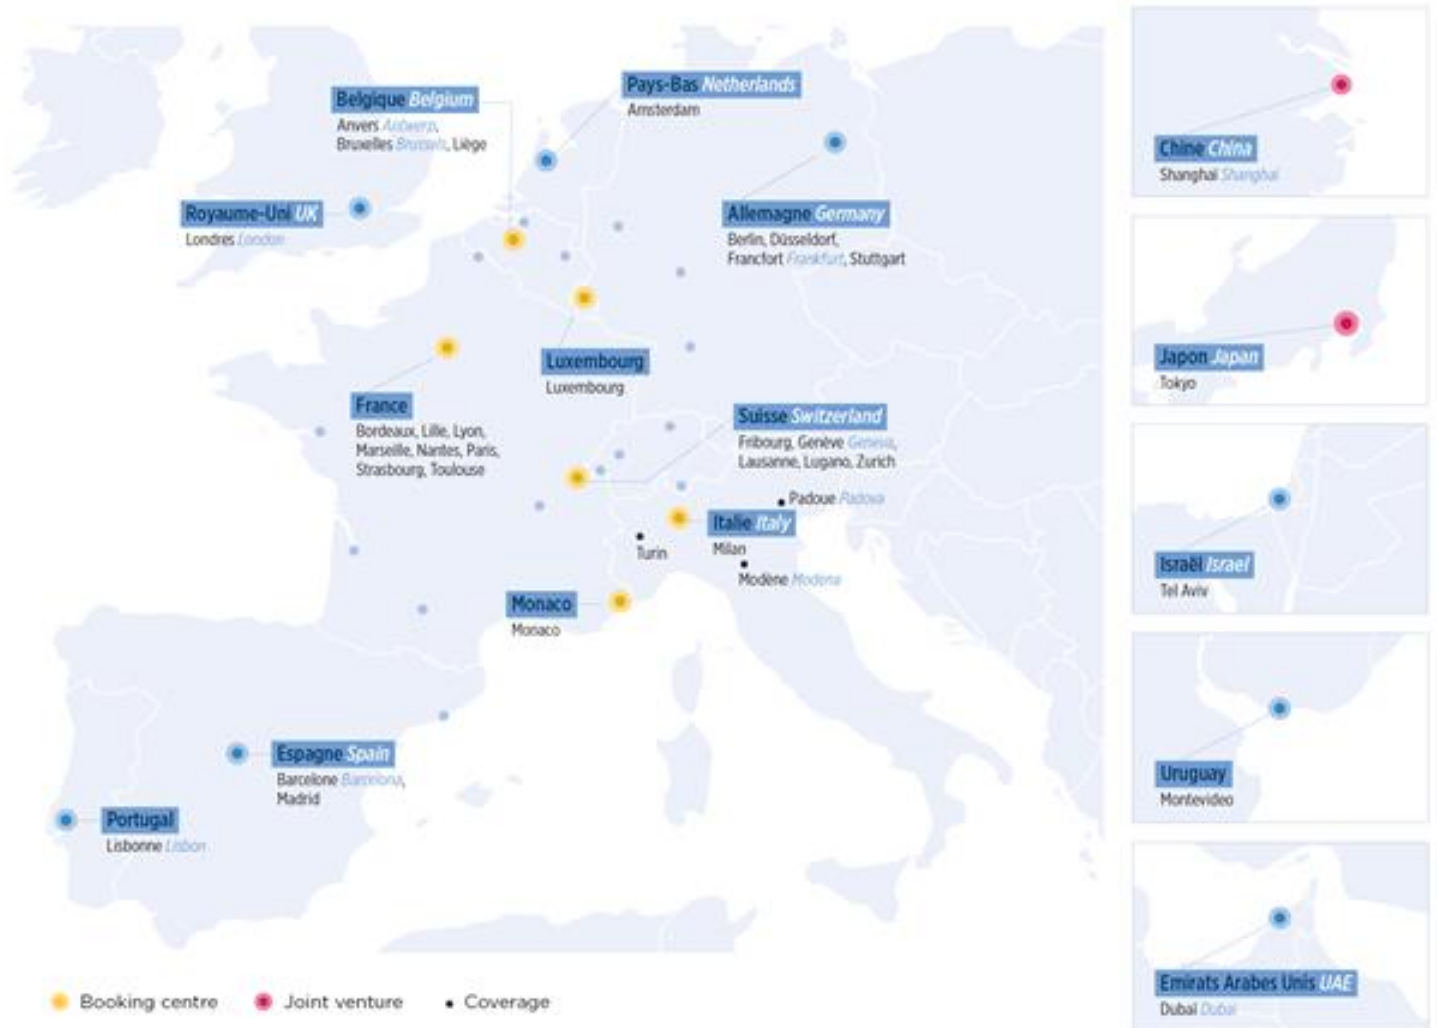 Pays-Bas Netherlands
Amsterdam
Belgique Belgium
Anvers Antwerp,
Bruxelles Brussels, Liège
Royaume-Uni UK
Londres London
Allemagne Germany
Berlin, Düsseldorf,
Francfort Frankfurt, Stuttgart
Luxembourg
Luxembourg
France
Bordeaux, Lille, Lyon,
Marseille, Nantes, Paris,
Strasbourg, Toulouse
Suisse Switzerland
Fribourg, Genève Geneva,
Lausanne, Lugano, Zurich
Padoue Padova
Italie Italy
Milan
Turin
Modène Modena
Monaco
Monaco
Espagne Spain
Barcelone Barcelona,
Madrid
Portugal
Lisbonne Lisbon
Chine China
Shanghai Shanghai
Japon Japan
Tokyo
Israël Israel
Tel Aviv
Uruguay
Montevideo
Emirats Arabes Unis UAE
Dubaï Dubai
Booking centre
Joint venture
Coverage